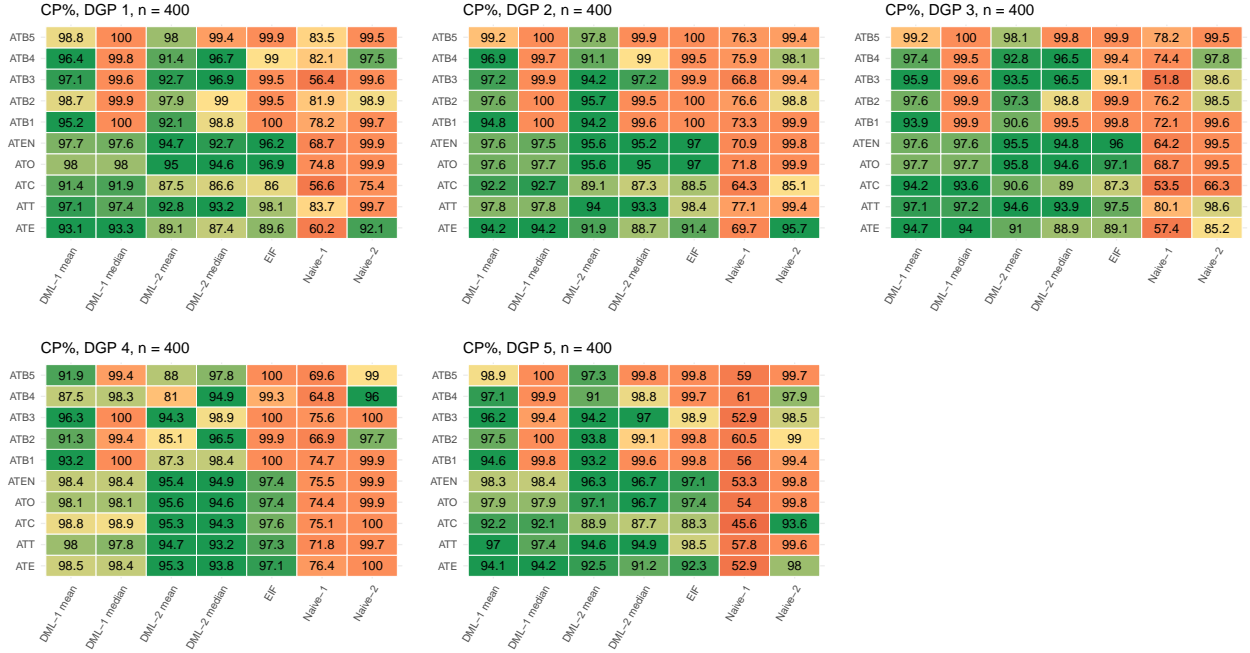 CP%, DGP 1, n = 400
ATB5 98.8 100 98 99.4 99.9 83.5 99.5
ATB4 96.4 99.8 91.4 96.7 99 82.1 97.5
ATB3 97.1 99.6 92.7 96.9 99.5 56.4 99.6
ATB2 98.7 99.9 97.9 99 99.5 81.9 98.9
ATB1 95.2 100 92.1 98.8 100 78.2 99.7
ATEN 97.7 97.6 94.7 92.7 96.2 68.7 99.9
ATO 98 98 95 94.6 96.9 74.8 99.9
ATC 91.4 91.9 87.5 86.6 86 56.6 75.4
ATT 97.1 97.4 92.8 93.2 98.1 83.7 99.7
ATE 93.1 93.3 89.1 87.4 89.6 60.2 92.1
DML−1 mean DML−1 median DML−2 mean DML−2 median EIF Naive−1 Naive−2
CP%, DGP 2, n = 400
ATB5 99.2 100 97.8 99.9 100 76.3 99.4
ATB4 96.9 99.7 91.1 99 99.5 75.9 98.1
ATB3 97.2 99.9 94.2 97.2 99.9 66.8 99.4
ATB2 97.6 100 95.7 99.5 100 76.6 98.8
ATB1 94.8 100 94.2 99.6 100 73.3 99.9
ATEN 97.6 97.5 95.6 95.2 97 70.9 99.8
ATO 97.6 97.7 95.6 95 97 71.8 99.9
ATC 92.2 92.7 89.1 87.3 88.5 64.3 85.1
ATT 97.8 97.8 94 93.3 98.4 77.1 99.4
ATE 94.2 94.2 91.9 88.7 91.4 69.7 95.7
DML−1 mean DML−1 median DML−2 mean DML−2 median EIF Naive−1 Naive−2
CP%, DGP 3, n = 400
ATB5 99.2 100 98.1 99.8 99.9 78.2 99.5
ATB4 97.4 99.5 92.8 96.5 99.4 74.4 97.8
ATB3 95.9 99.6 93.5 96.5 99.1 51.8 98.6
ATB2 97.6 99.9 97.3 98.8 99.9 76.2 98.5
ATB1 93.9 99.9 90.6 99.5 99.8 72.1 99.6
ATEN 97.6 97.6 95.5 94.8 96 64.2 99.5
ATO 97.7 97.7 95.8 94.6 97.1 68.7 99.5
ATC 94.2 93.6 90.6 89 87.3 53.5 66.3
ATT 97.1 97.2 94.6 93.9 97.5 80.1 98.6
ATE 94.7 94 91 88.9 89.1 57.4 85.2
DML−1 mean DML−1 median DML−2 mean DML−2 median EIF Naive−1 Naive−2
CP%, DGP 4, n = 400
ATB5 91.9 99.4 88 97.8 100 69.6 99
ATB4 87.5 98.3 81 94.9 99.3 64.8 96
ATB3 96.3 100 94.3 98.9 100 75.6 100
ATB2 91.3 99.4 85.1 96.5 99.9 66.9 97.7
ATB1 93.2 100 87.3 98.4 100 74.7 99.9
ATEN 98.4 98.4 95.4 94.9 97.4 75.5 99.9
ATO 98.1 98.1 95.6 94.6 97.4 74.4 99.9
ATC 98.8 98.9 95.3 94.3 97.6 75.1 100
ATT 98 97.8 94.7 93.2 97.3 71.8 99.7
ATE 98.5 98.4 95.3 93.8 97.1 76.4 100
DML−1 mean DML−1 median DML−2 mean DML−2 median EIF Naive−1 Naive−2
CP%, DGP 5, n = 400
ATB5 98.9 100 97.3 99.8 99.8 59 99.7
ATB4 97.1 99.9 91 98.8 99.7 61 97.9
ATB3 96.2 99.4 94.2 97 98.9 52.9 98.5
ATB2 97.5 100 93.8 99.1 99.8 60.5 99
ATB1 94.6 99.8 93.2 99.6 99.8 56 99.4
ATEN 98.3 98.4 96.3 96.7 97.1 53.3 99.8
ATO 97.9 97.9 97.1 96.7 97.4 54 99.8
ATC 92.2 92.1 88.9 87.7 88.3 45.6 93.6
ATT 97 97.4 94.6 94.9 98.5 57.8 99.6
ATE 94.1 94.2 92.5 91.2 92.3 52.9 98
DML−1 mean DML−1 median DML−2 mean DML−2 median EIF Naive−1 Naive−2